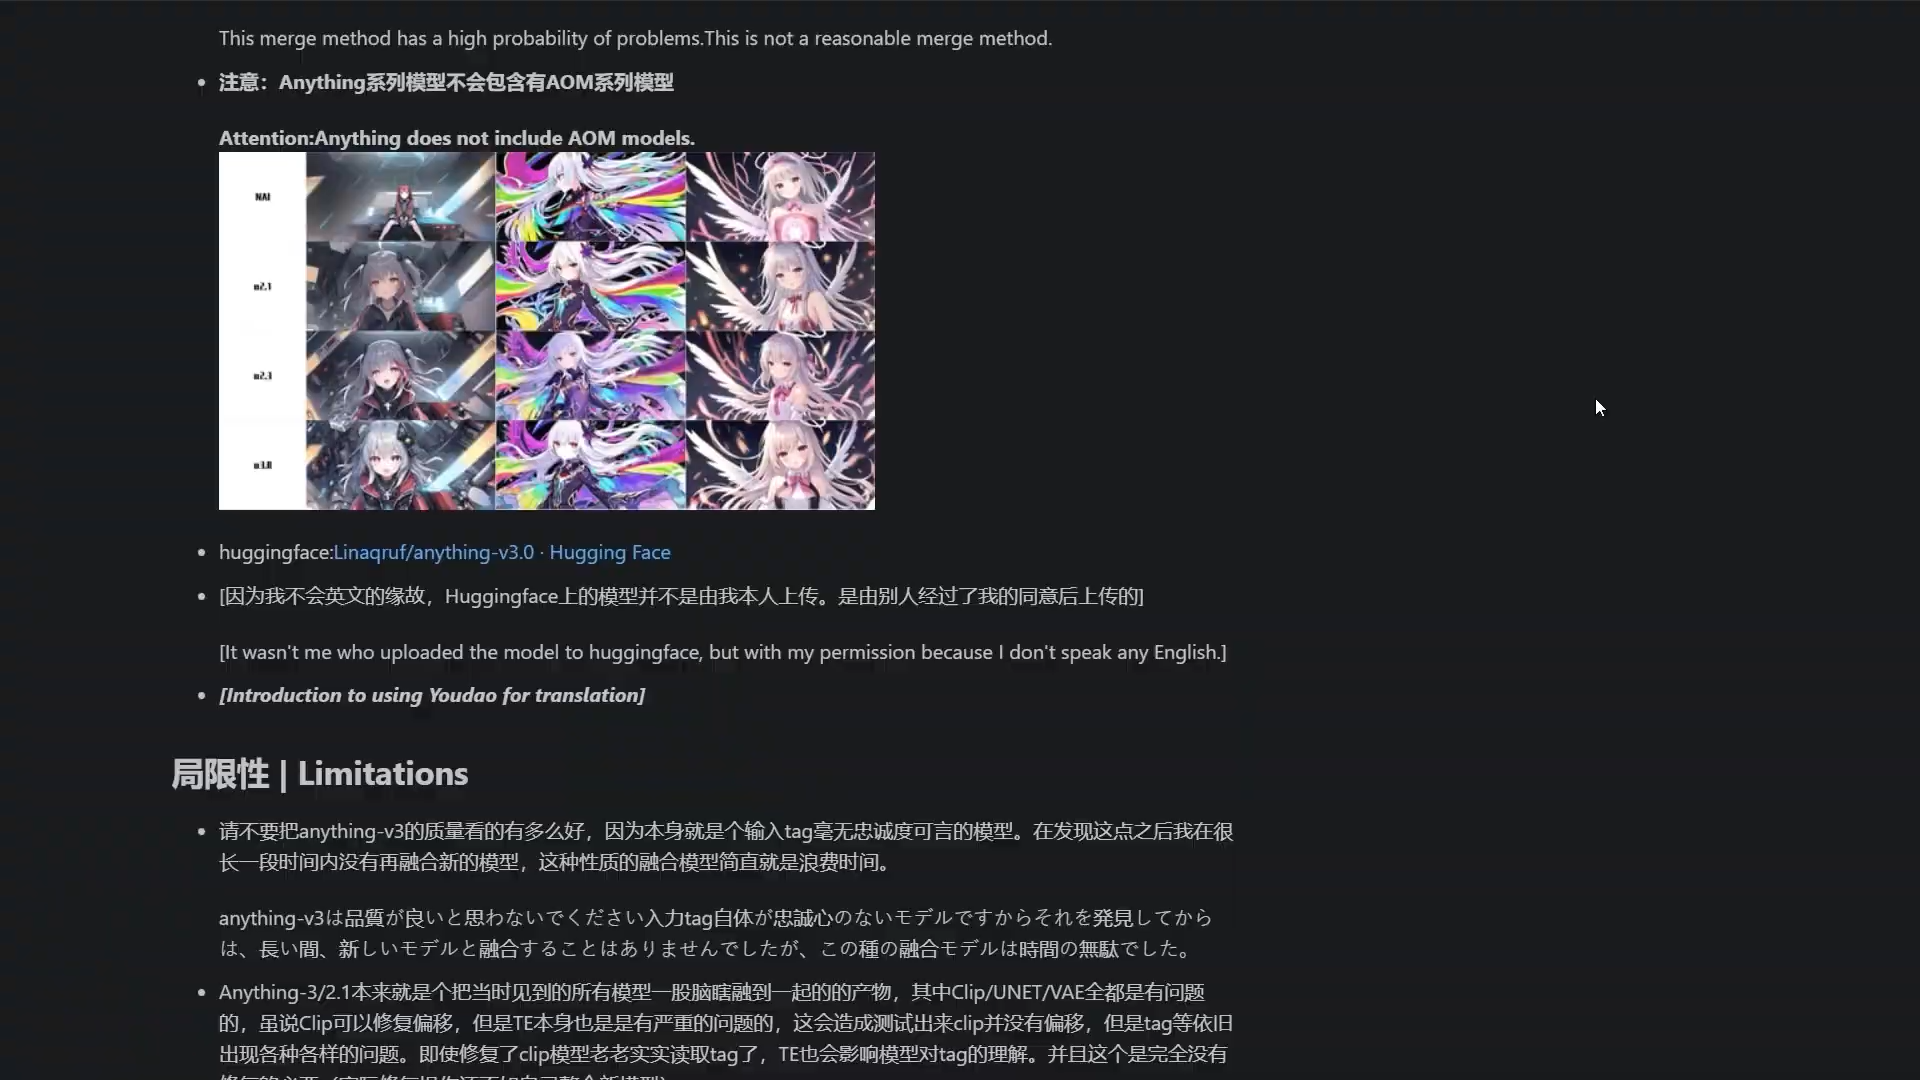 This merge method has a high probability of problems.This is not a reasonable merge method.
注意：Anything系列模型不会包含有AOM系列模型
Attention:Anything does not include AOM models.
NAI
n2.1
huggingface:Linaqruf/anything-v3.0 · Hugging Face
[因为我不会英文的缘故，Huggingface上的模型并不是由我本人上传。是由别人经过了我的同意后上传的]
[It wasn't me who uploaded the model to huggingface, but with my permission because I don't speak any English.]
[Introduction to using Youdao for translation]
局限性 | Limitations
请不要把anything-v3的质量看的有多么好，因为本身就是个输入tag毫无忠诚度可言的模型。在发现这点之后我在很
长一段时间内没有再融合新的模型，这种性质的融合模型简直就是浪费时间。
anything-v3は品質が良いと思わないでください入力tag自体が忠誠心のないモデルですからそれを発見してから
は、長い間、新しいモデルと融合することはありませんでしたが、この種の融合モデルは時間の無駄でした。
Anything-3/2.1本来就是个把当时见到的所有模型一股脑瞎融到一起的的产物，其中Clip/UNET/VAE全都是有问题
的，虽说Clip可以修复偏移，但是TE本身也是是有严重的问题的，这会造成测试出来clip并没有偏移，但是tag等依旧
出现各种各样的问题。即使修复了clip模型老老实实读取tag了，TE也会影响模型对tag的理解。并且这个是完全没有